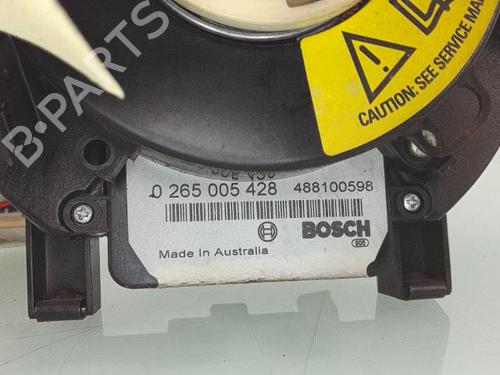 CAUTION: SEE SERVICE MA
B-PARTS
0 265 005 428 488100598
BOSCH
Made In Australia